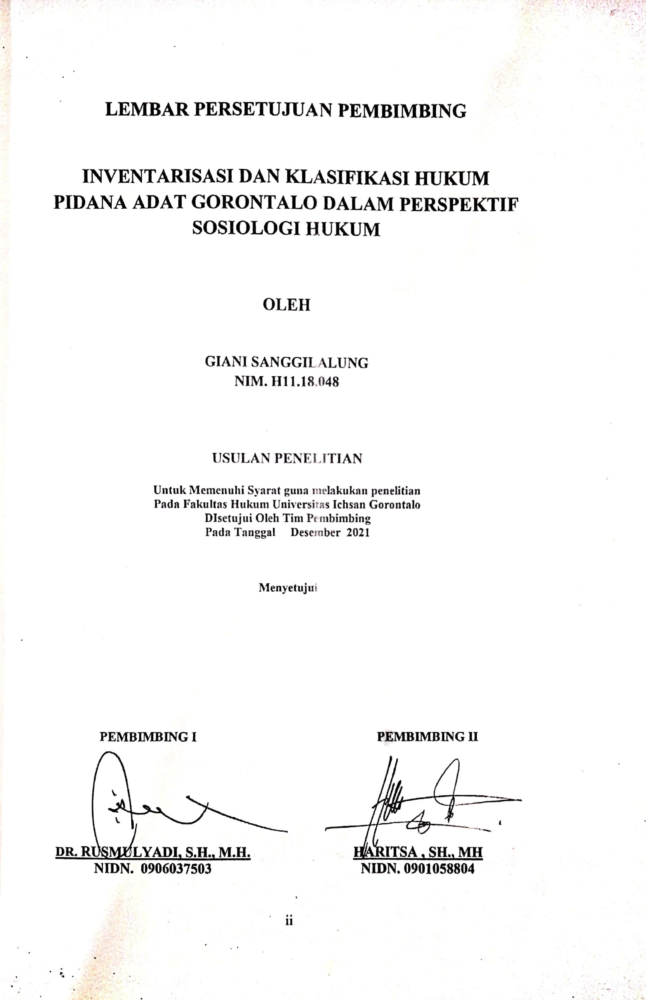 LEMBAR PERSETUJUAN PEMBIMBING
INVENTARISASI DAN KLASIFIKASI HUKUM
PIDANA ADAT GORONTALO DALAM PERSPEKTIF
SOSIOLOGI HUKUM
OLEH
GIANI SANGGILALUNG
NIM. H11.18.048
USULAN PENELITIAN
Untuk Memenuhi Syarat guna melakukan penelitian
Pada Fakultas Hukum Universitas Ichsan Gorontalo
DIsetujui Oleh Tim Pembimbing
Pada Tanggal Desember 2021
Menyetujui
PEMBIMBING I
PEMBIMBING II
DR. RUSMULYADI, S.H., M.H.
HARITSA , SH., MH
NIDN. 0906037503
NIDN. 0901058804
ii